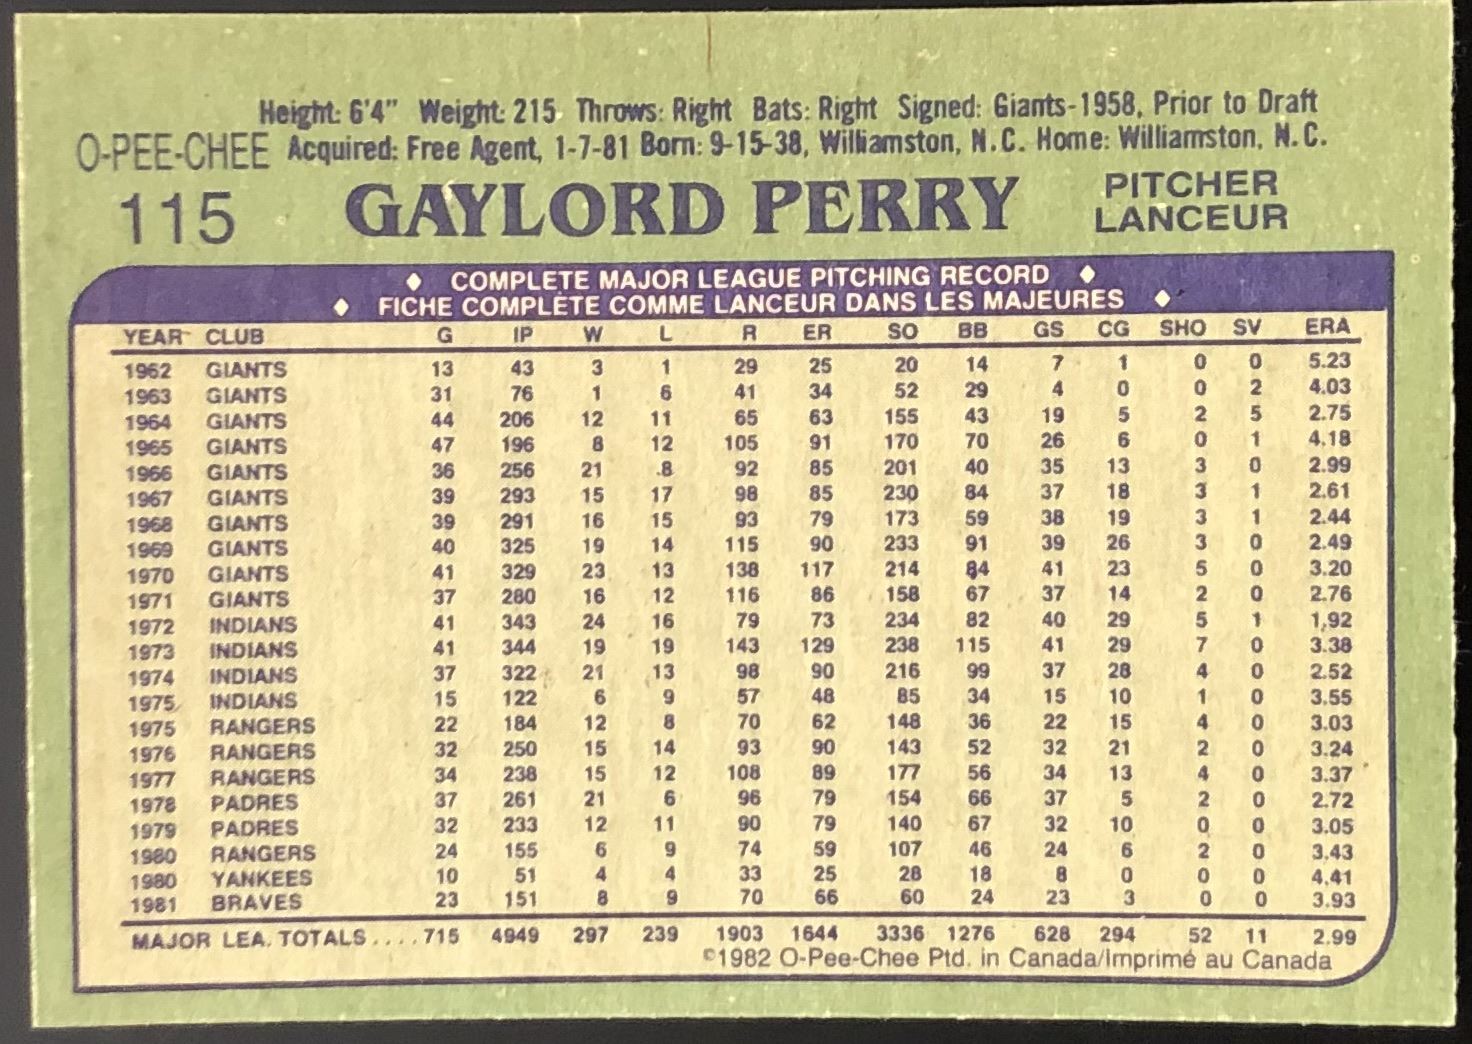 Height: 6'4" Weight: 215 Throws: Right Bats: Right Signed: Giants-1958, Prior to Draft
O-PEE-CHEE Acquired: Free Agent, 1-7-81 Born: 9-15-38, Williamston, N.C. Home: Williamston, N.C.
115 GAYLORD PERRY PITCHER
LANCEUR
♦ COMPLETE MAJOR LEAGUE PITCHING RECORD ♦
♦ FICHE COMPLÈTE COMME LANCEUR DANS LES MAJEURES ♦
YEAR CLUB G IP W L R ER SO BB GS CG SHO SV ERA
1962 GIANTS 13 43 3 1 29 25 20 14 7 1 0 0 5.23
1963 GIANTS 31 76 1 6 41 34 52 29 4 0 0 2 4.03
1964 GIANTS 44 206 12 11 65 63 155 43 19 5 2 5 2.75
1965 GIANTS 47 196 8 12 105 91 170 70 26 6 0 1 4.18
1966 GIANTS 36 256 21 8 92 85 201 40 35 13 3 0 2.99
1967 GIANTS 39 293 15 17 98 85 230 84 37 18 3 1 2.61
1968 GIANTS 39 291 16 15 93 79 173 59 38 19 3 1 2.44
1969 GIANTS 40 325 19 14 115 90 233 91 39 26 3 0 2.49
1970 GIANTS 41 329 23 13 138 117 214 84 41 23 5 0 3.20
1971 GIANTS 37 280 16 12 116 86 158 67 37 14 2 0 2.76
1972 INDIANS 41 343 24 16 79 73 234 82 40 29 5 1 1.92
1973 INDIANS 41 344 19 19 143 129 238 115 41 29 7 0 3.38
1974 INDIANS 37 322 21 13 98 90 216 99 37 28 4 0 2.52
1975 INDIANS 15 122 6 9 57 48 85 34 15 10 1 0 3.55
1975 RANGERS 22 184 12 8 70 62 148 36 22 15 4 0 3.03
1976 RANGERS 32 250 15 14 93 90 143 52 32 21 2 0 3.24
1977 RANGERS 34 238 15 12 108 89 177 56 34 13 4 0 3.37
1978 PADRES 37 261 21 6 96 79 154 66 37 5 2 0 2.72
1979 PADRES 32 233 12 11 90 79 140 67 32 10 0 0 3.05
1980 RANGERS 24 155 6 9 74 59 107 46 24 6 2 0 3.43
1980 YANKEES 10 51 4 4 33 25 28 18 8 0 0 0 4.41
1981 BRAVES 23 151 8 9 70 66 60 24 23 3 0 0 3.93
MAJOR LEA. TOTALS....715 4949 297 239 1903 1644 3336 1276 628 294 52 11 2.99
©1982 O-Pee-Chee Ptd. in Canada/Imprimé au Canada